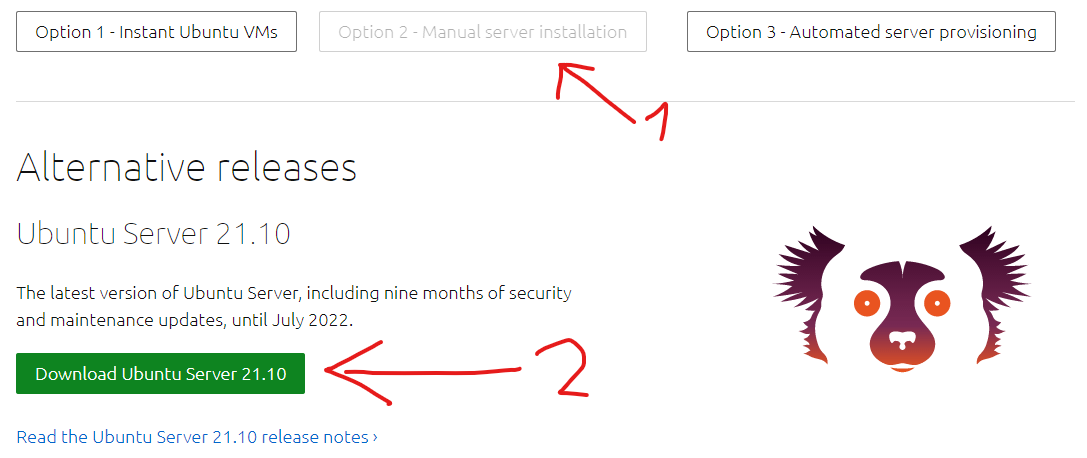 Option 1 - Instant Ubuntu VMs
Option 2 - Manual server installation
Option 3 - Automated server provisioning
1
Alternative releases
Ubuntu Server 21.10
The latest version of Ubuntu Server, including nine months of security
and maintenance updates, until July 2022.
Download Ubuntu Server 21.10
2
Read the Ubuntu Server 21.10 release notes ›